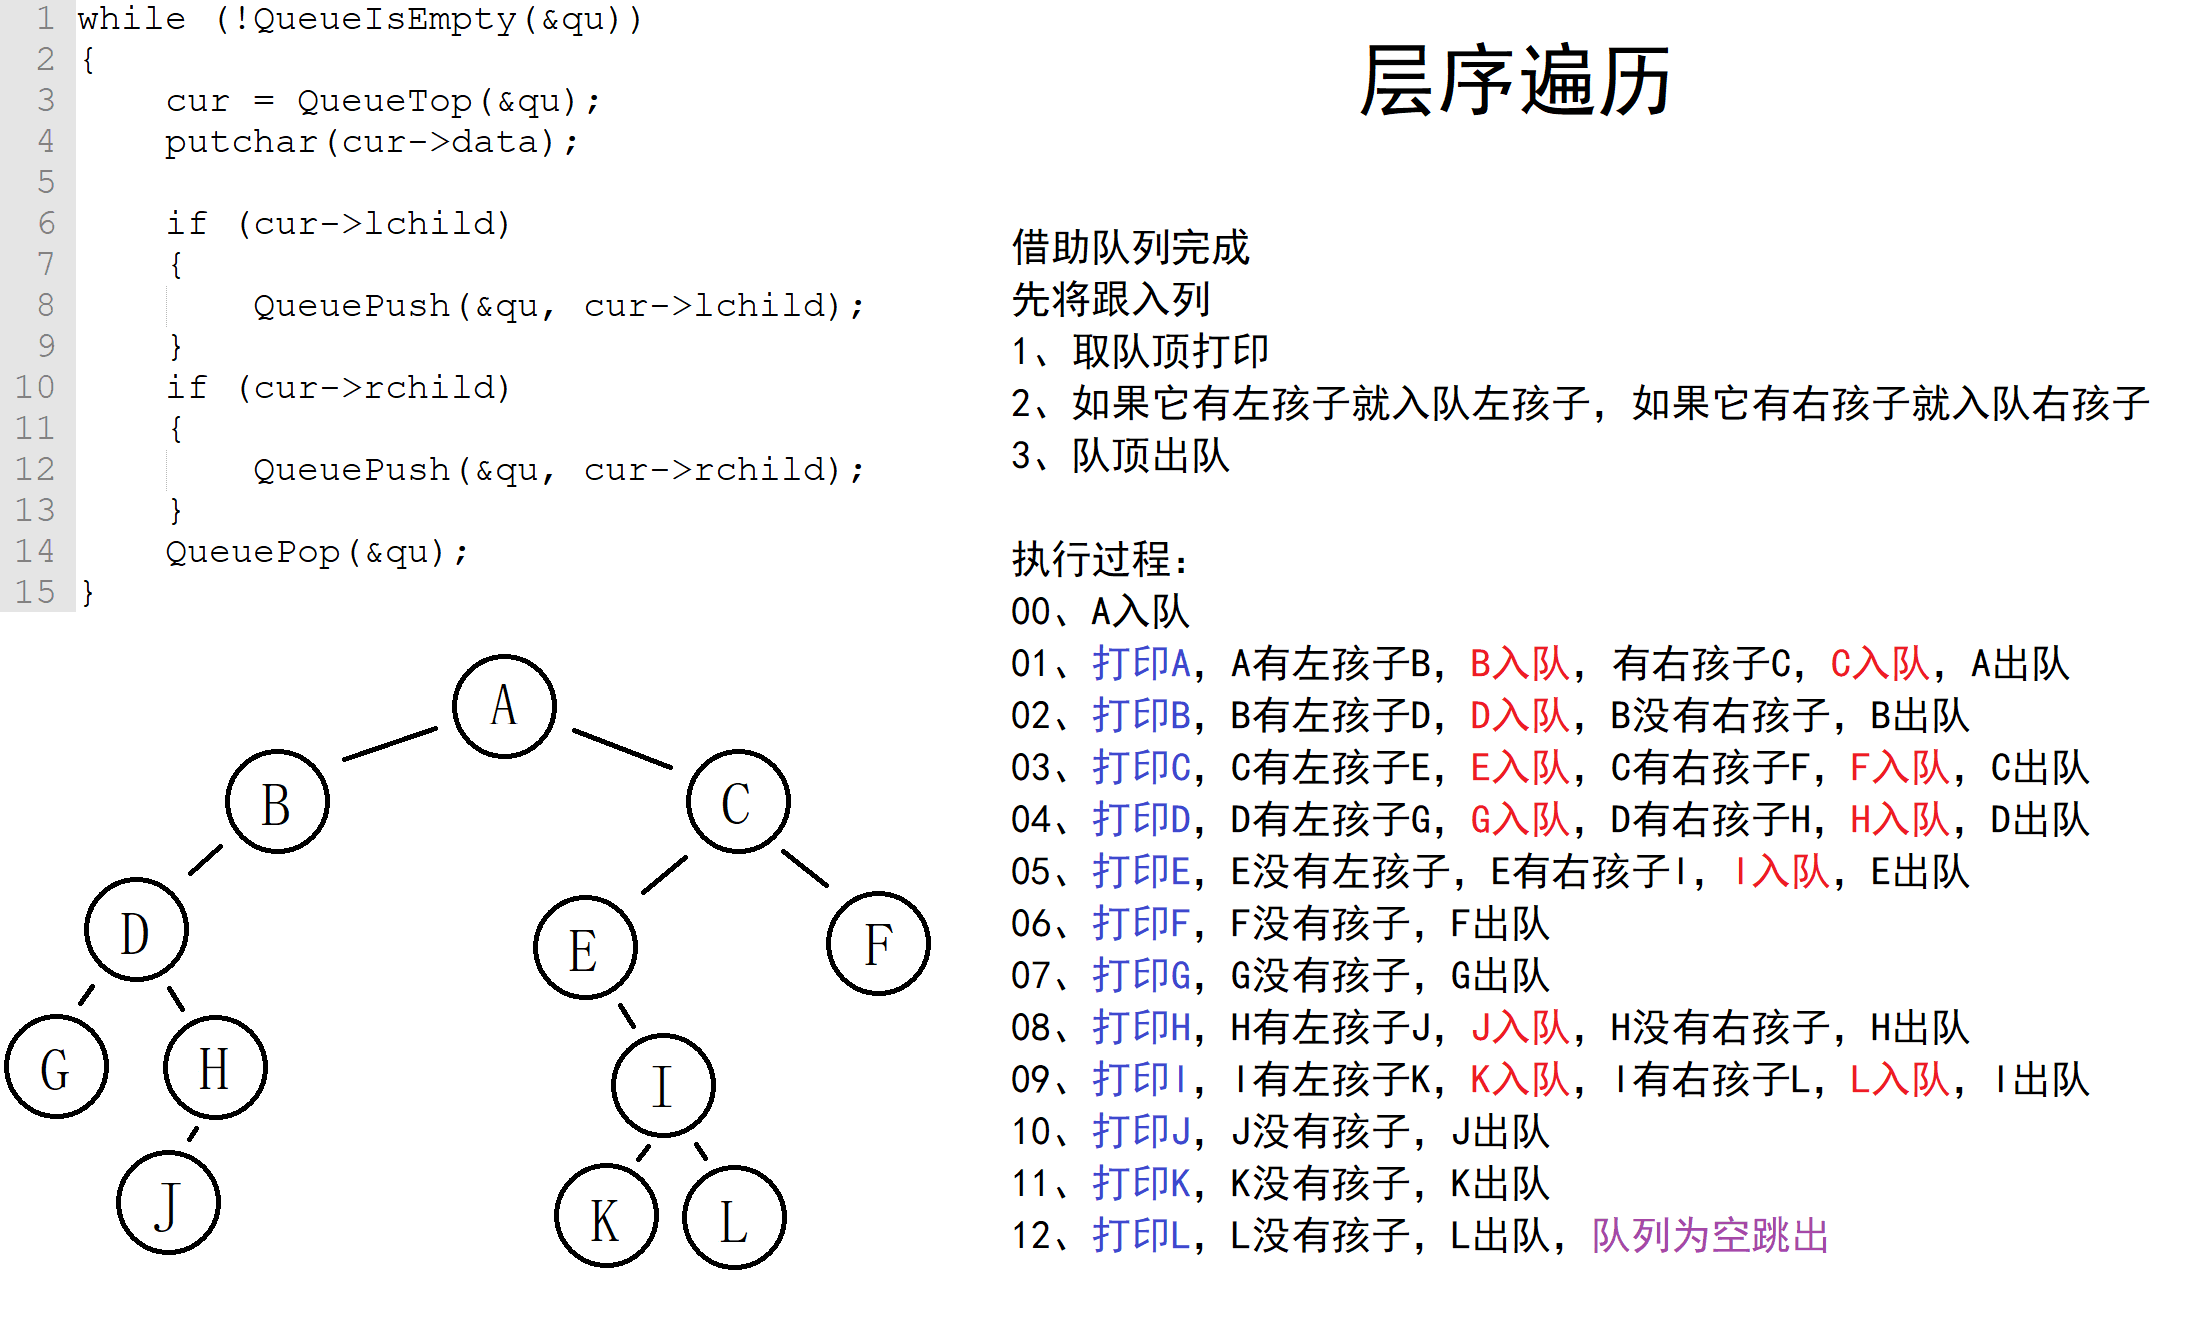 1 while (!QueueIsEmpty(&qu))
2 {
3     cur = QueueTop(&qu);
4     putchar(cur->data);
5
6     if (cur->lchild)
7     {
8         QueuePush(&qu, cur->lchild);
9     }
10     if (cur->rchild)
11     {
12         QueuePush(&qu, cur->rchild);
13     }
14     QueuePop(&qu);
15 }
层序遍历
借助队列完成
先将跟入列
1、取队顶打印
2、如果它有左孩子就入队左孩子，如果它有右孩子就入队右孩子
3、队顶出队
执行过程：
00、A入队
01、打印A，A有左孩子B，B入队，有右孩子C，C入队，A出队
02、打印B，B有左孩子D，D入队，B没有右孩子，B出队
03、打印C，C有左孩子E，E入队，C有右孩子F，F入队，C出队
04、打印D，D有左孩子G，G入队，D有右孩子H，H入队，D出队
05、打印E，E没有左孩子，E有右孩子I，I入队，E出队
06、打印F，F没有孩子，F出队
07、打印G，G没有孩子，G出队
08、打印H，H有左孩子J，J入队，H没有右孩子，H出队
09、打印I，I有左孩子K，K入队，I有右孩子L，L入队，I出队
10、打印J，J没有孩子，J出队
11、打印K，K没有孩子，K出队
12、打印L，L没有孩子，L出队，队列为空跳出
A
B
C
D
E
F
G
H
I
J
K
L